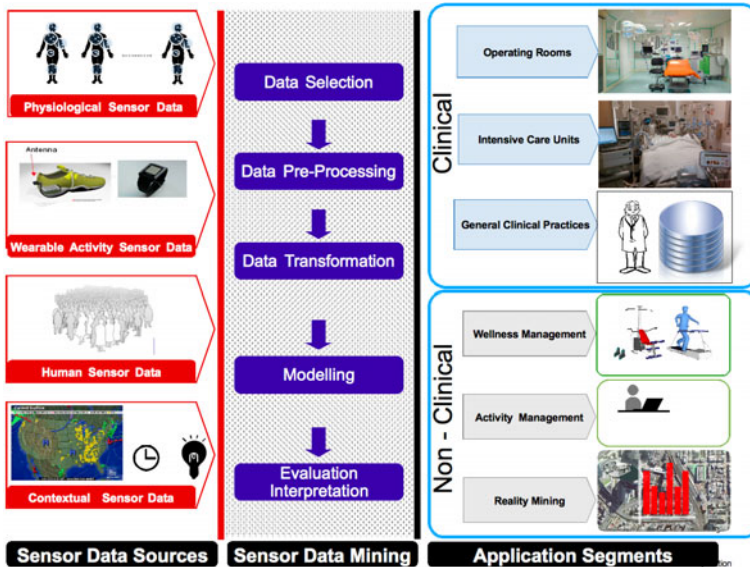 Physiological Sensor Data
Antenna
Wearable Activity Sensor Data
Human Sensor Data
Contextual Sensor Data
Sensor Data Sources
Data Selection
Data Pre-Processing
Data Transformation
Modelling
Evaluation
Interpretation
Sensor Data Mining
Clinical
Operating Rooms
Intensive Care Units
General Clinical Practices
Non - Clinical
Wellness Management
Activity Management
Reality Mining
Application Segments